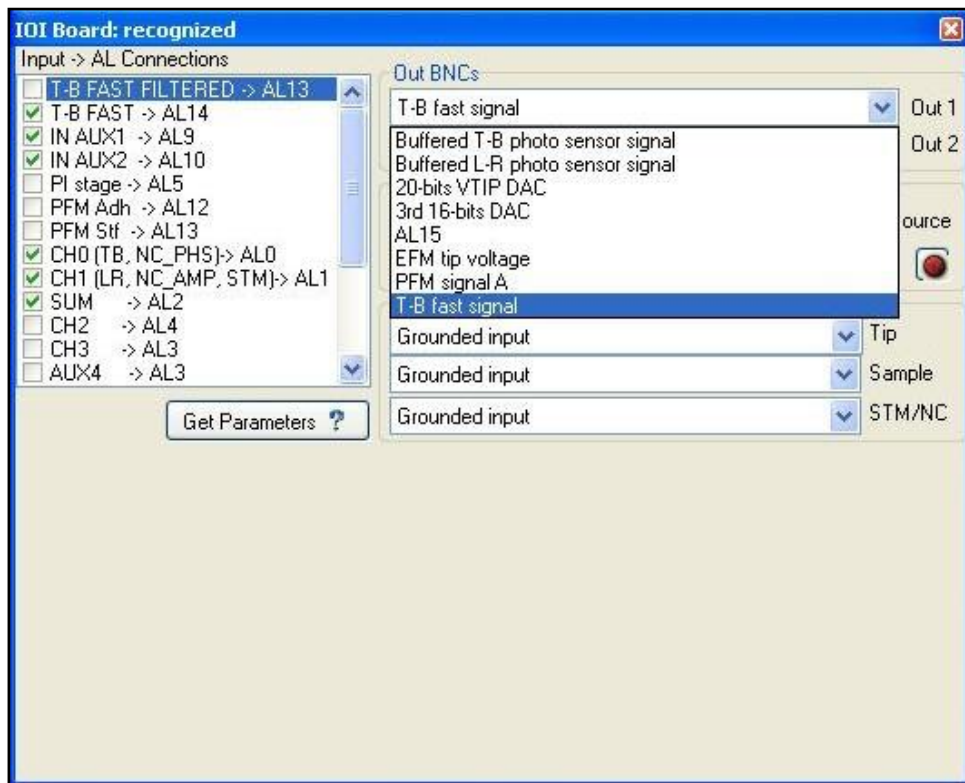 IOI Board: recognized
Input -> AL Connections
T-B FAST FILTERED -> AL13
T-B FAST -> AL14
IN AUX1 -> AL9
IN AUX2 -> AL10
PI stage -> AL5
PFM Adh -> AL12
PFM Stf -> AL13
CH0 (TB, NC_PHS)-> AL0
CH1 (LR, NC_AMP, STM)-> AL1
SUM -> AL2
CH2 -> AL4
CH3 -> AL3
AUX4 -> AL3
Get Parameters ?
Out BNCs
T-B fast signal Out 1
Out 2
Buffered T-B photo sensor signal
Buffered L-R photo sensor signal
20-bits VTIP DAC
3rd 16-bits DAC
AL15
EFM tip voltage
PFM signal A
T-B fast signal
ource
Grounded input Tip
Grounded input Sample
Grounded input STM/NC